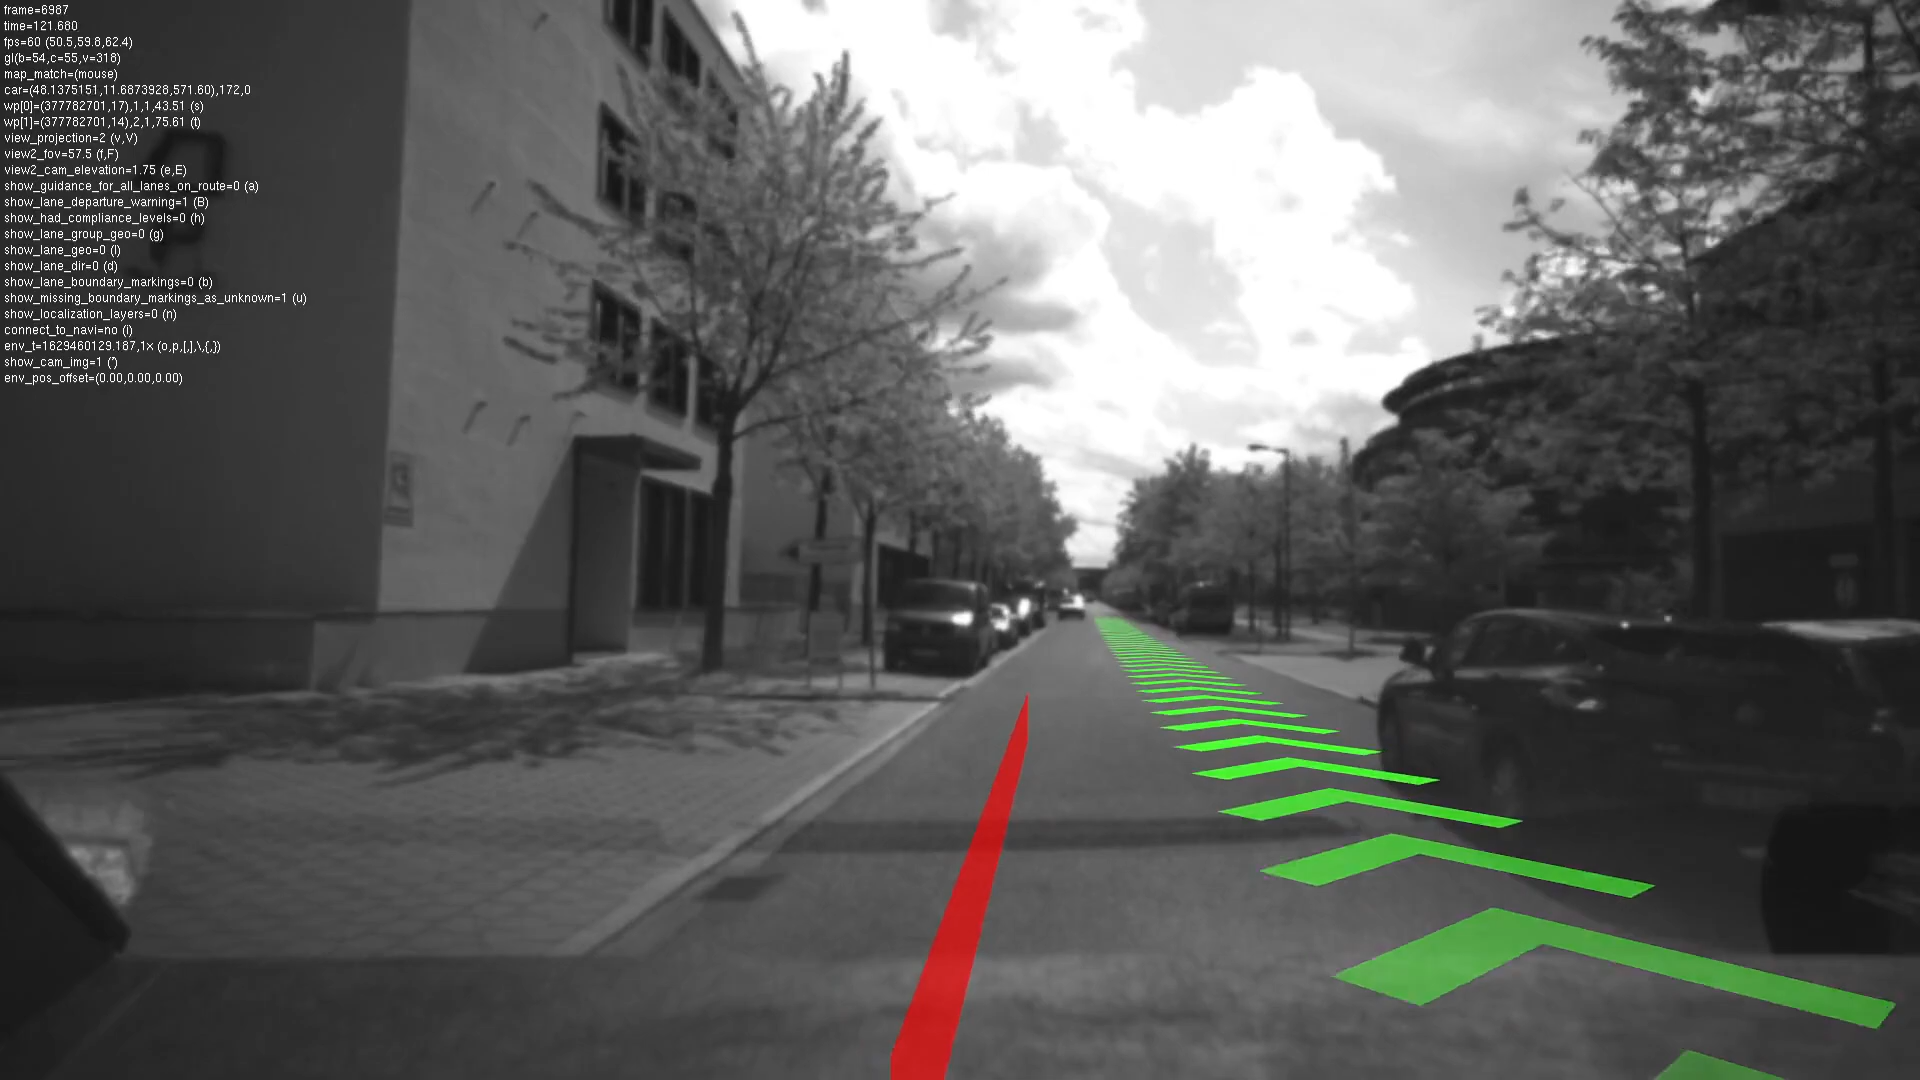 frame=6987
time=121.680
fps=60 (50.5,59.8,62.4)
gl(b=54,c=55,v=318)
map_match=(mouse)
car=(48.1375151,11.6873928,571.60),172,0
wp[0]=(377782701,17),1,1,43.51 (s)
wp[1]=(377782701,14),2,1,75.61 (t)
view_projection=2 (v,V)
view2_fov=57.5 (f,F)
view2_cam_elevation=1.75 (e,E)
show_guidance_for_all_lanes_on_route=0 (a)
show_lane_departure_warning=1 (B)
show_had_compliance_levels=0 (h)
show_lane_group_geo=0 (g)
show_lane_geo=0 (l)
show_lane_dir=0 (d)
show_lane_boundary_markings=0 (b)
show_missing_boundary_markings_as_unknown=1 (u)
show_localization_layers=0 (n)
connect_to_navi=no (i)
env_t=1629460129.187,1x (o,p,[,],\,{,})
show_cam_img=1 (')
env_pos_offset=(0.00,0.00,0.00)